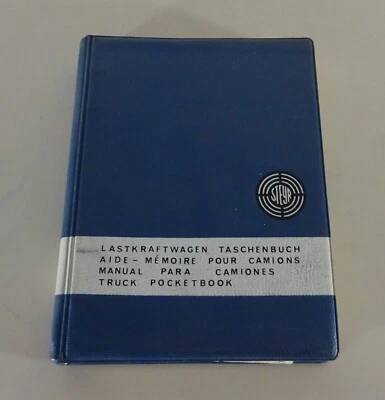 STEYR
LASTKRAFTWAGEN TASCHENBUCH
AIDE - MÉMOIRE POUR CAMIONS
MANUAL PARA CAMIONES
TRUCK POCKETBOOK